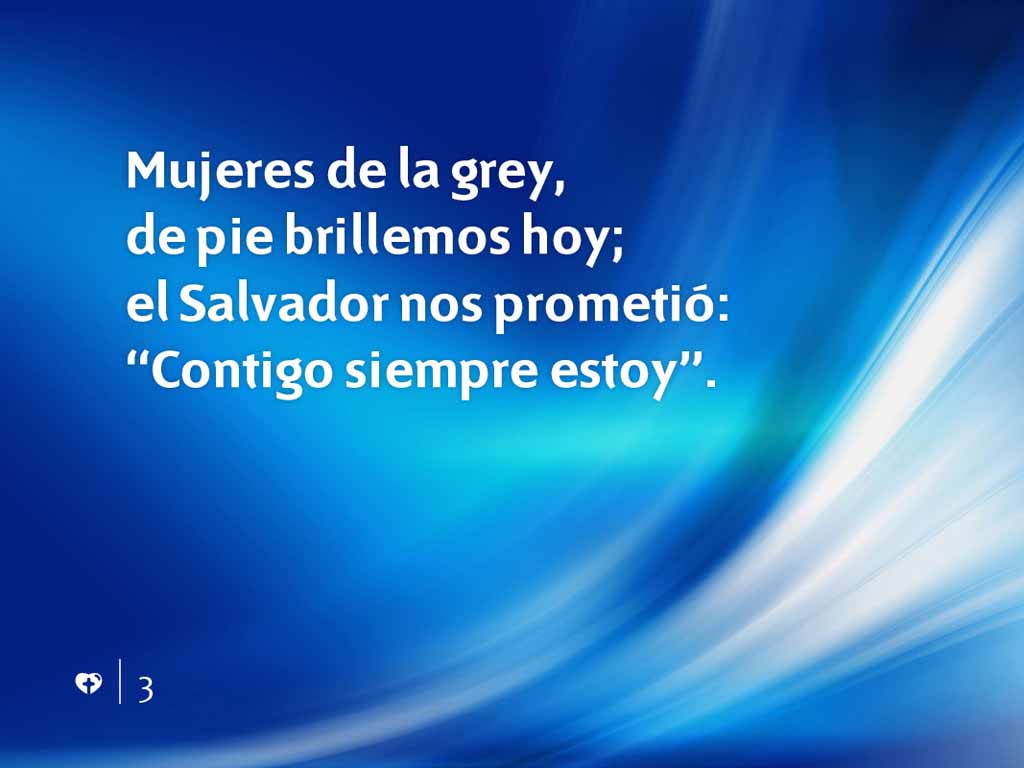 Mujeres de la grey,
de pie brillemos hoy;
el Salvador nos prometió:
“Contigo siempre estoy”.
3